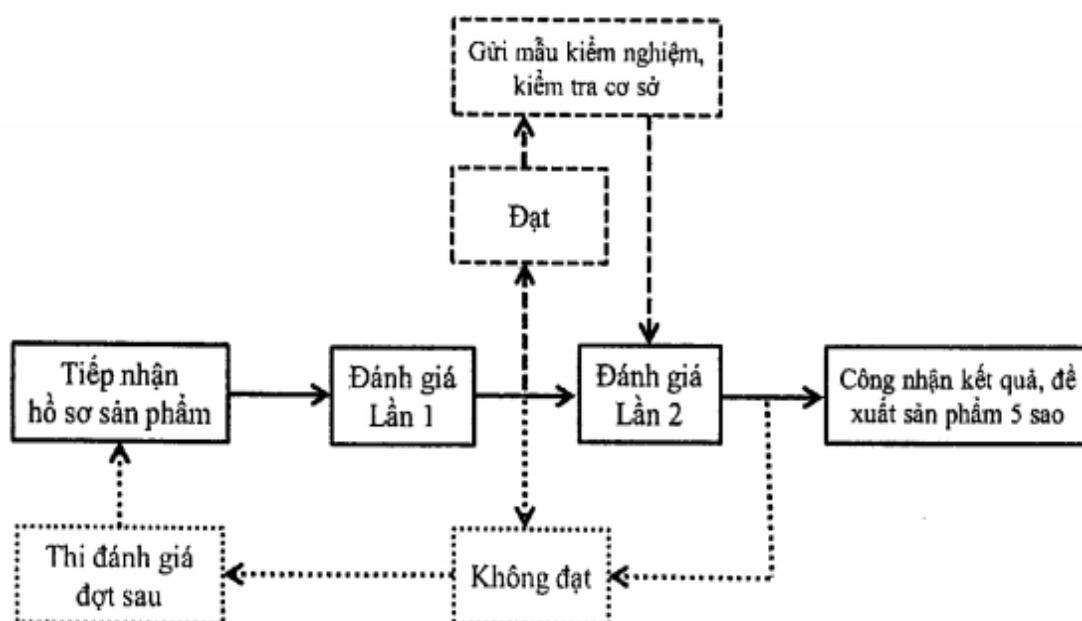 Gửi mẫu kiểm nghiệm,
kiểm tra cơ sở
Đạt
Tiếp nhận
hồ sơ sản phẩm
Đánh giá
Lần 1
Đánh giá
Lần 2
Công nhận kết quả, đề
xuất sản phẩm 5 sao
Thi đánh giá
đợt sau
Không đạt